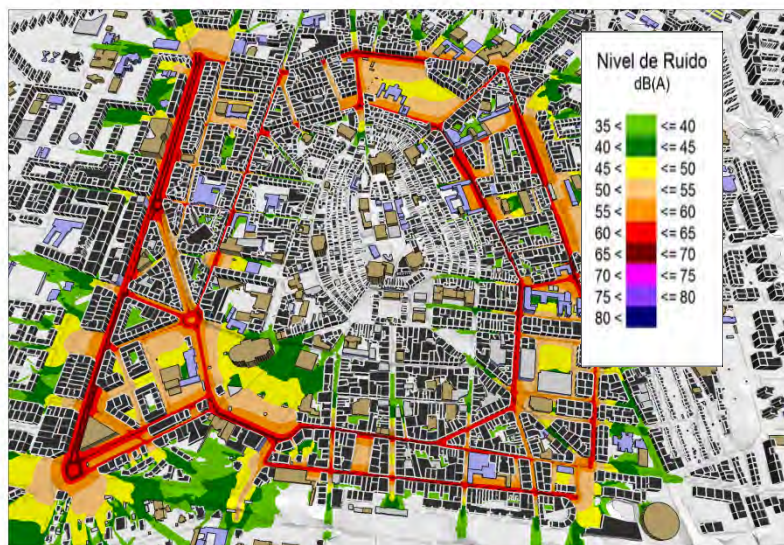 Nivel de Ruido
dB(A)
35 < <= 40
40 < <= 45
45 < <= 50
50 < <= 55
55 < <= 60
60 < <= 65
65 < <= 70
70 < <= 75
75 < <= 80
80 <